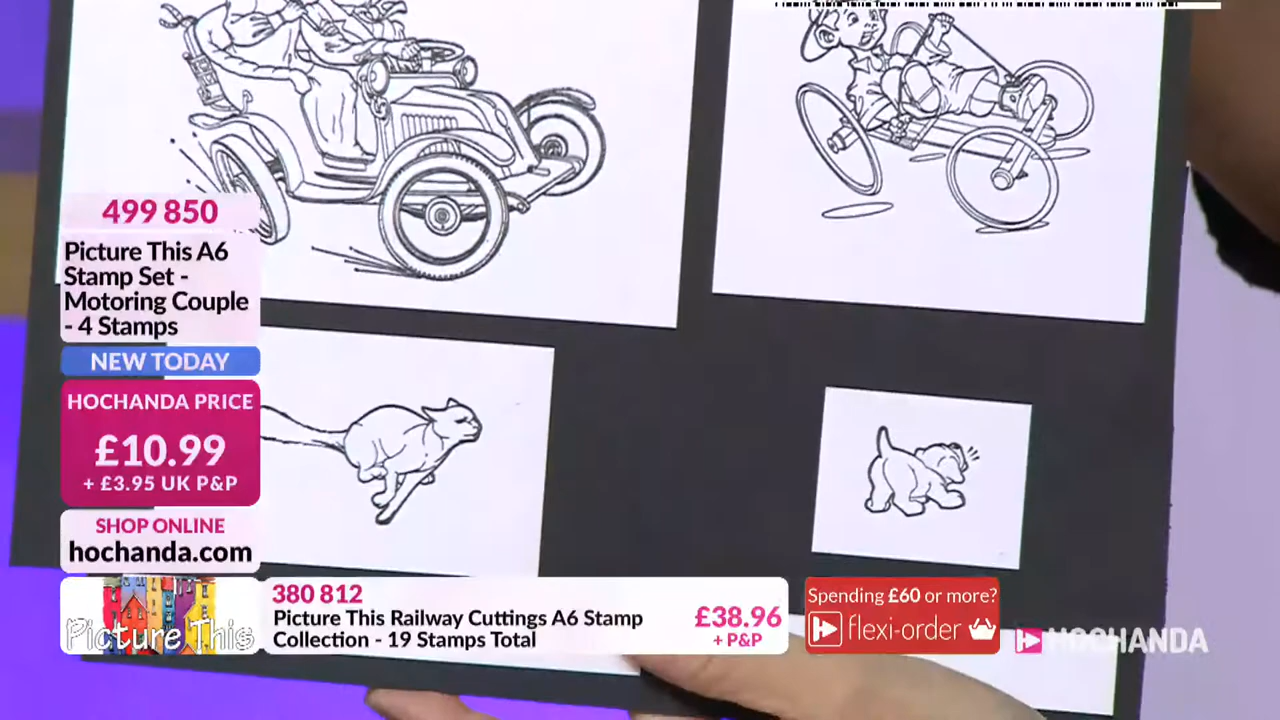 499 850
Picture This A6
Stamp Set -
Motoring Couple
- 4 Stamps
NEW TODAY
HOCHANDA PRICE
£10.99
+ £3.95 UK P&P
SHOP ONLINE
hochanda.com
Picture This
380 812
Picture This Railway Cuttings A6 Stamp
Collection - 19 Stamps Total
£38.96
+ P&P
Spending £60 or more?
flexi-order
HOCHANDA